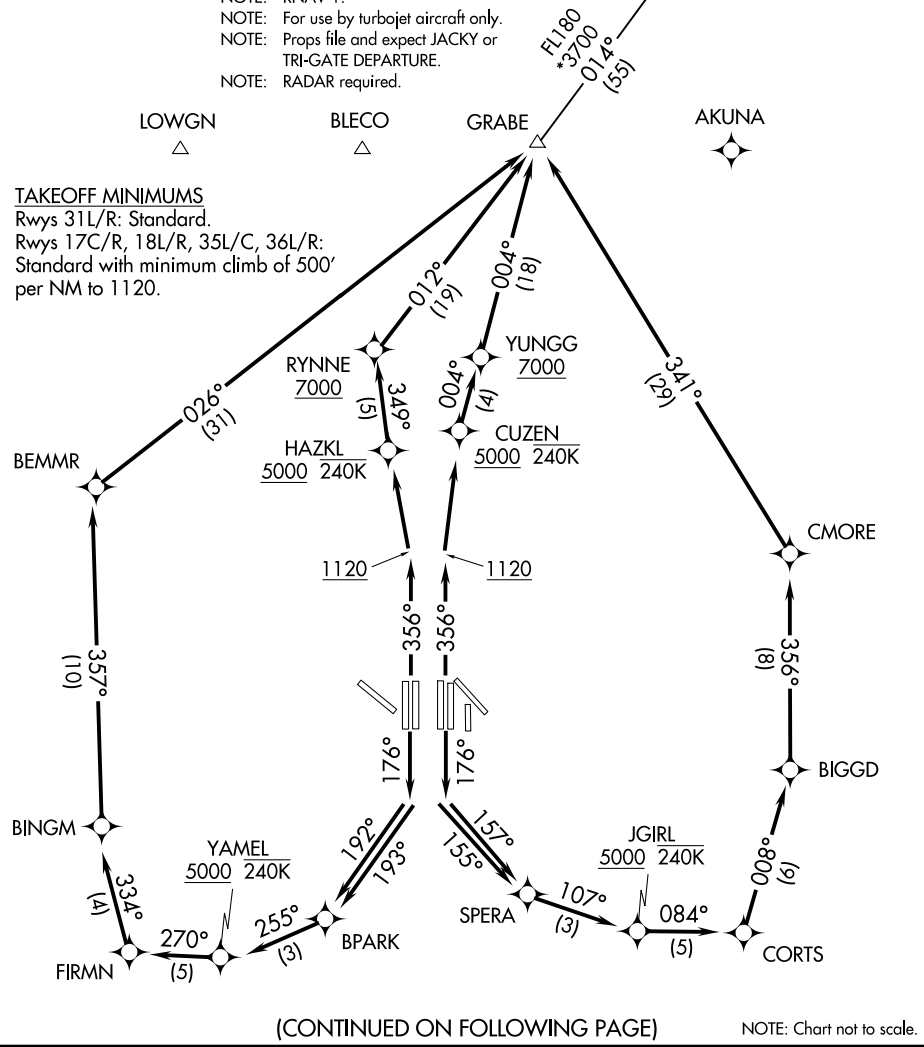 NOTE: RNAV 1.
NOTE: For use by turbojet aircraft only.
NOTE: Props file and expect JACKY or
TRI-GATE DEPARTURE.
NOTE: RADAR required.
FL180
*3700
014°
(55)
LOWGN
BLECO
GRABE
AKUNA
TAKEOFF MINIMUMS
Rwys 31L/R: Standard.
Rwys 17C/R, 18L/R, 35L/C, 36L/R:
Standard with minimum climb of 500'
per NM to 1120.
012°
(19)
004°
(18)
RYNNE
7000
YUNGG
7000
341°
(29)
026°
(31)
349°
(5)
004°
(4)
HAZKL
5000 240K
CUZEN
5000 240K
BEMMR
CMORE
1120
1120
356°
356°
357°
(10)
356°
(8)
176°
176°
BIGGD
BINGM
192°
193°
157°
155°
YAMEL
5000 240K
JGIRL
5000 240K
334°
(4)
008°
(9)
SPERA
107°
(3)
084°
(5)
255°
(3)
BPARK
270°
(5)
CORTS
FIRMN
(CONTINUED ON FOLLOWING PAGE)
NOTE: Chart not to scale.